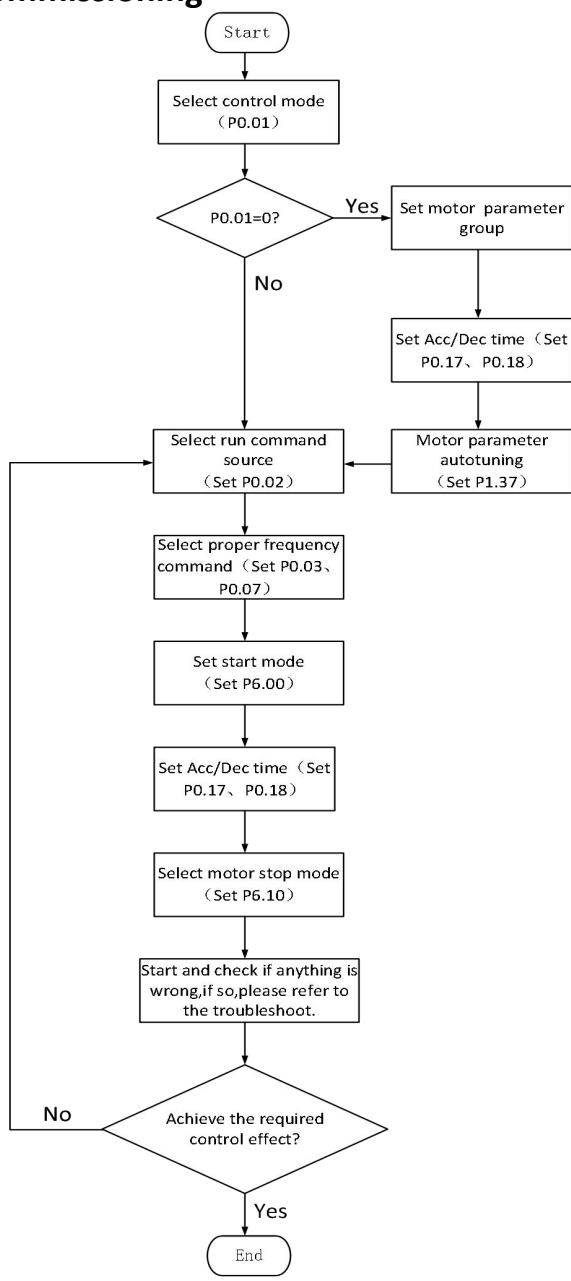 Start
Select control mode
（P0.01）
P0.01=0?
Yes
Set motor parameter
group
No
Set Acc/Dec time（Set
P0.17、P0.18）
Select run command
source
（Set P0.02）
Motor parameter
autotuning
（Set P1.37）
Select proper frequency
command（Set P0.03、
P0.07）
Set start mode
（Set P6.00）
Set Acc/Dec time（Set
P0.17、P0.18）
Select motor stop mode
（Set P6.10）
Start and check if anything is
wrong,if so,please refer to
the troubleshoot.
Achieve the required
control effect?
No
Yes
End